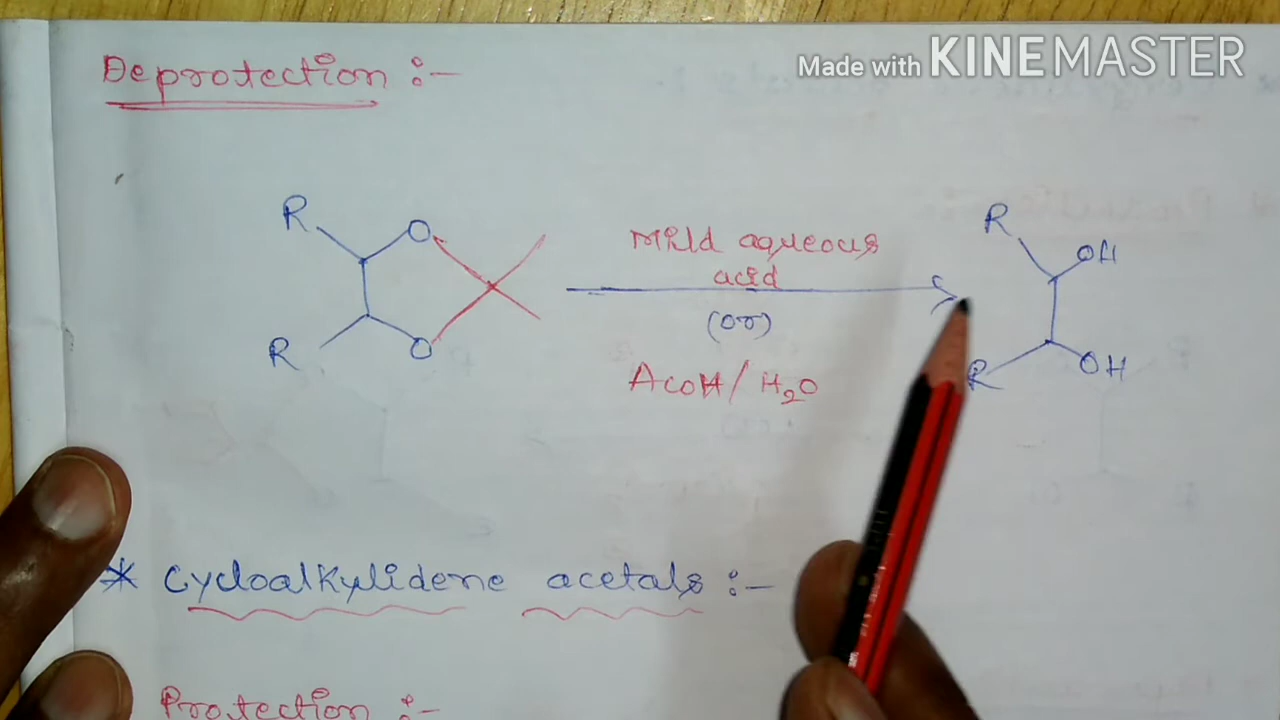 Deprotection :-
Made with KINEMASTER
R
O
R
O
Mild aqueous
acid
(or)
AcOH / H2O
R
OH
R
OH
* Cycloalkylidene acetals :-
Protection :-